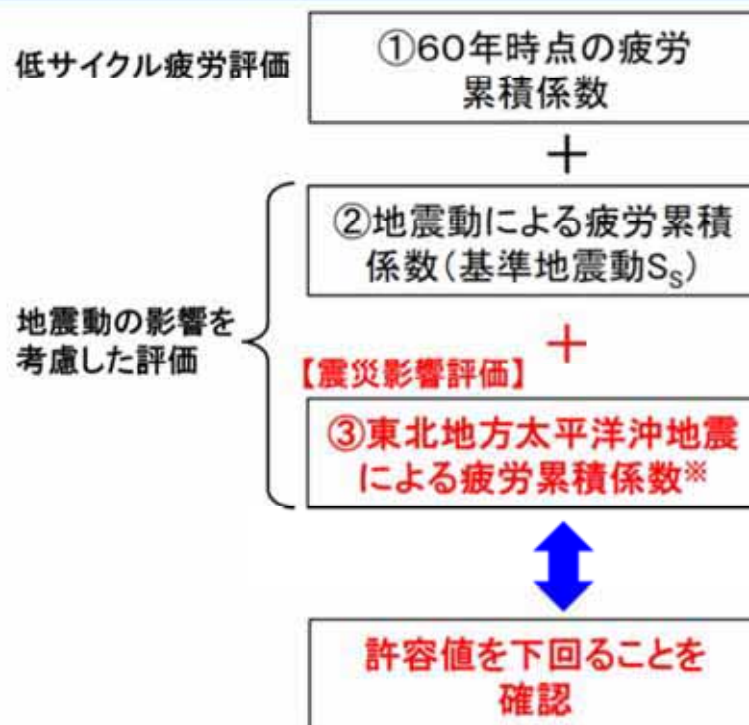 低サイクル疲労評価
①60年時点の疲労
累積係数
＋
②地震動による疲労累積
係数(基準地震動SS)
地震動の影響を
考慮した評価
＋
【震災影響評価】
③東北地方太平洋沖地震
による疲労累積係数※
許容値を下回ることを
確認